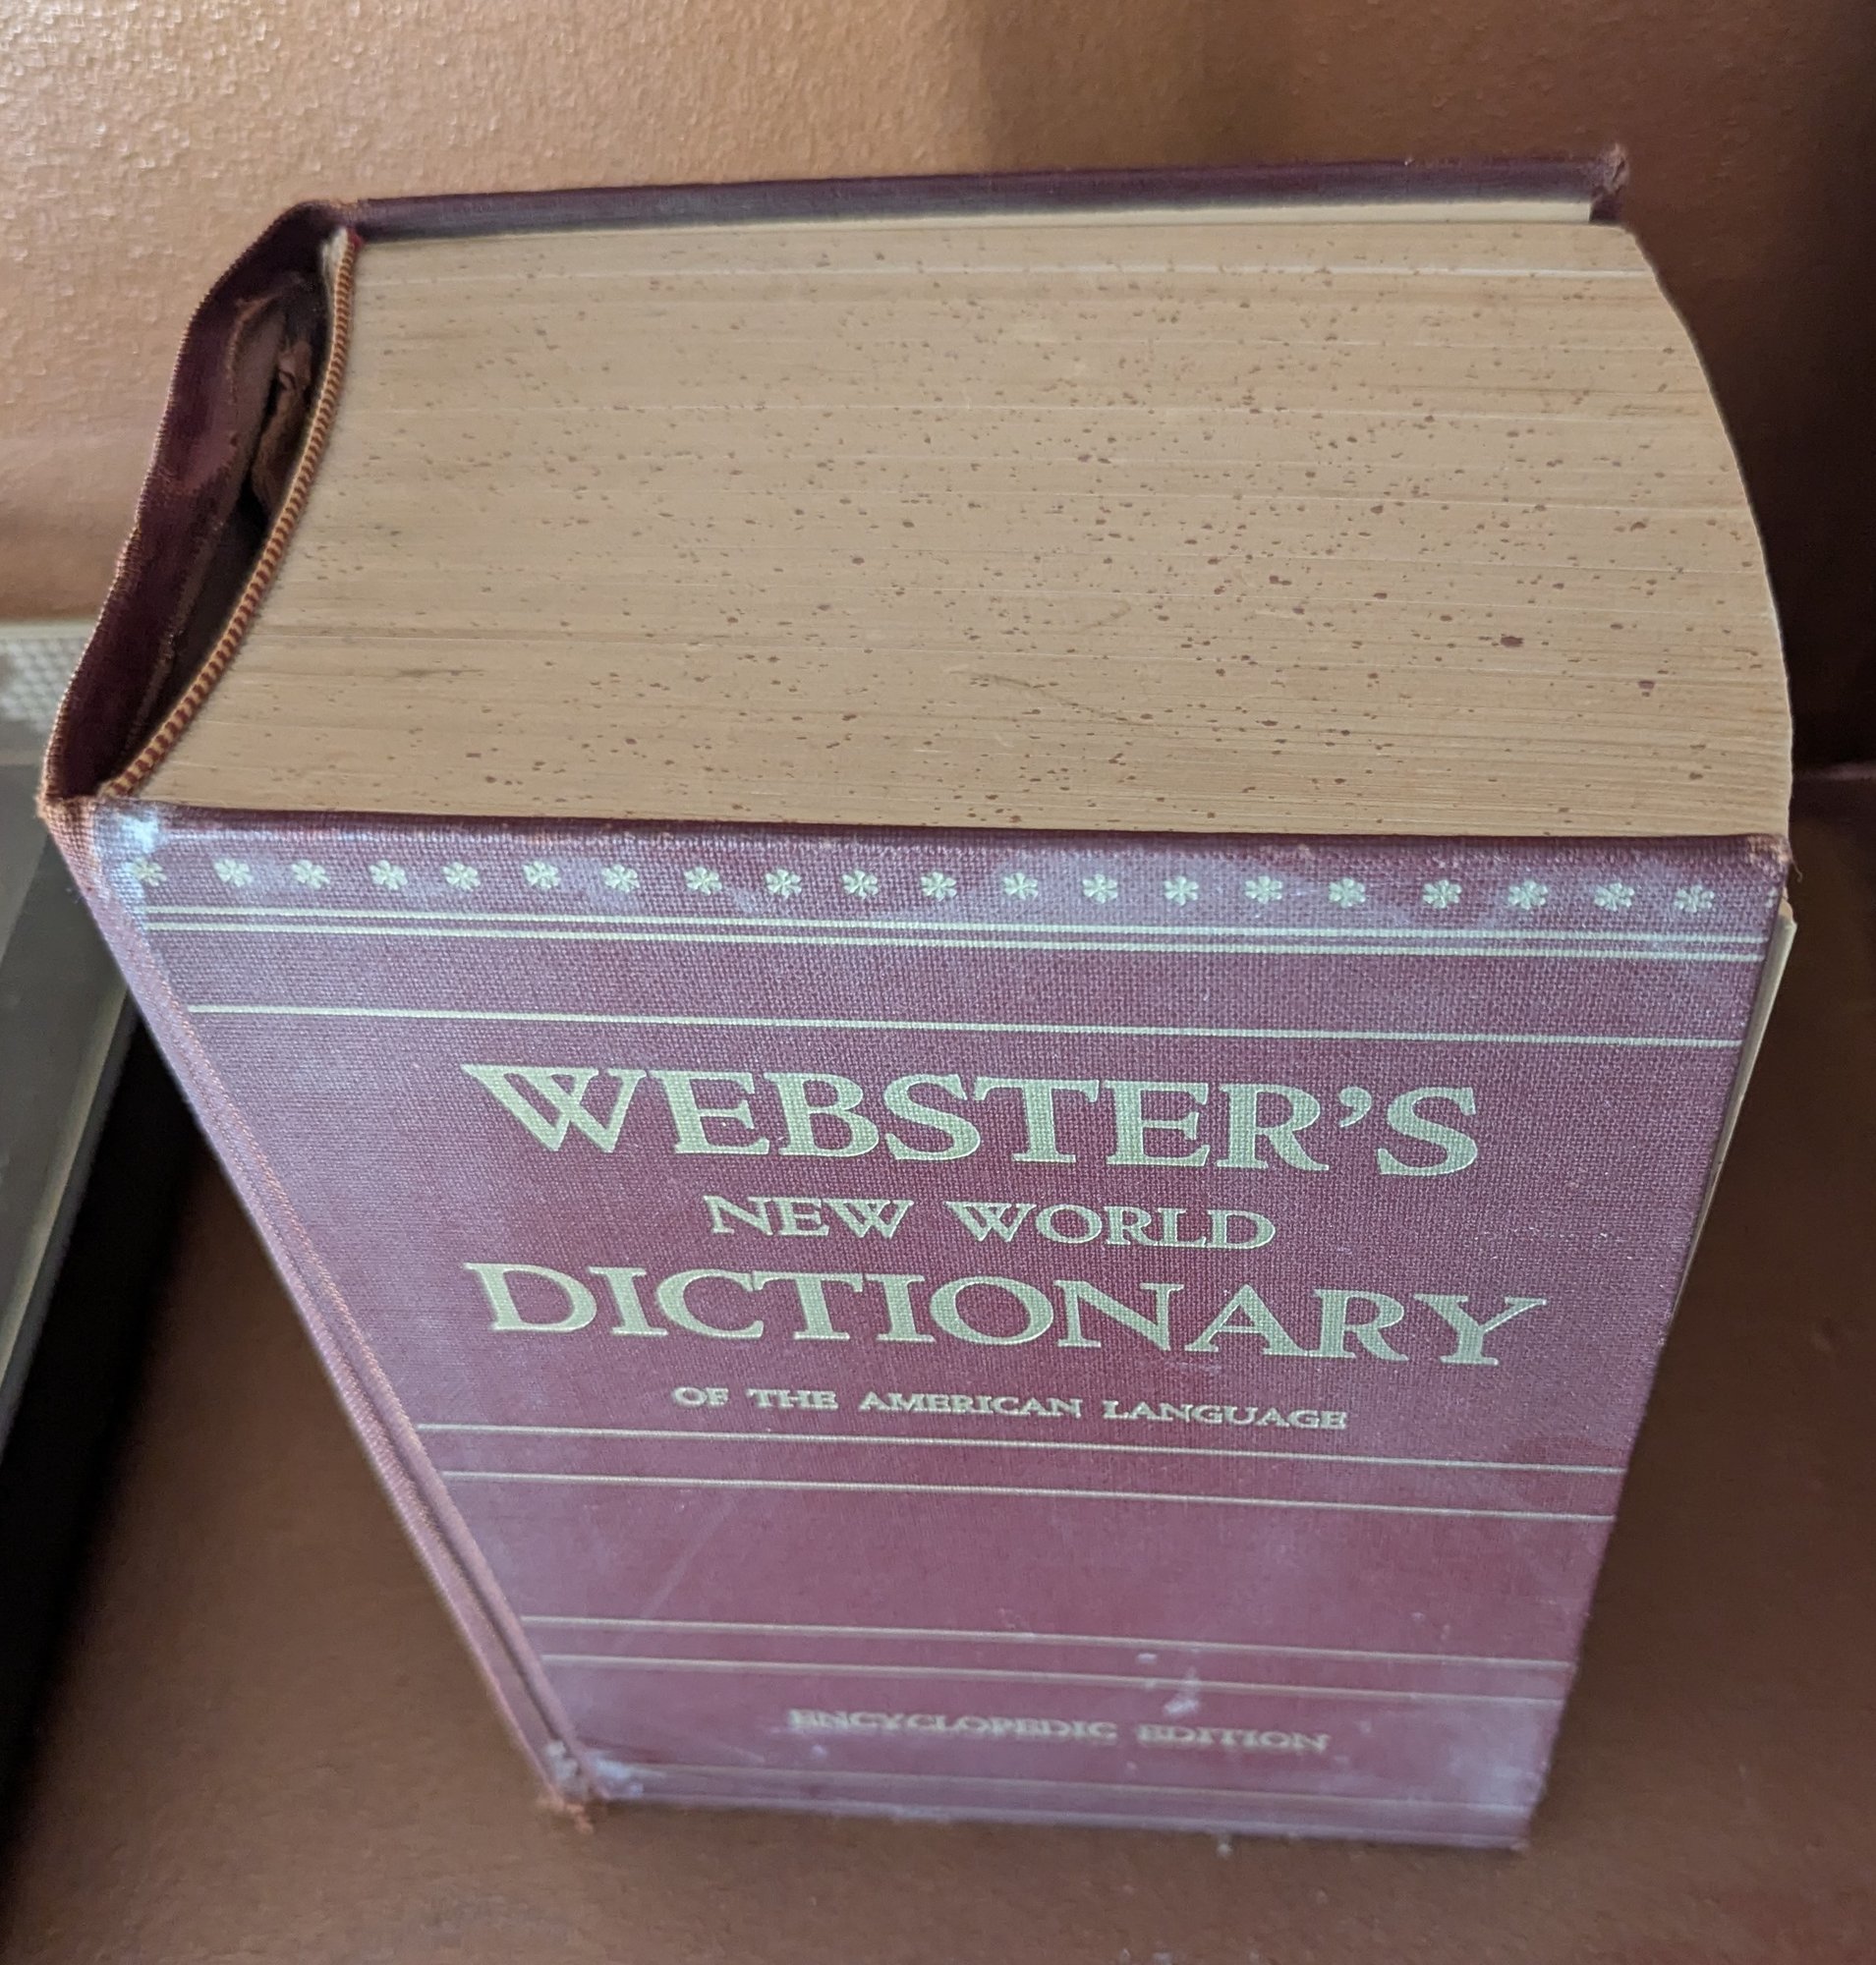 WEBSTER'S
NEW WORLD
DICTIONARY
OF THE AMERICAN LANGUAGE
ENCYCLOPEDIC EDITION